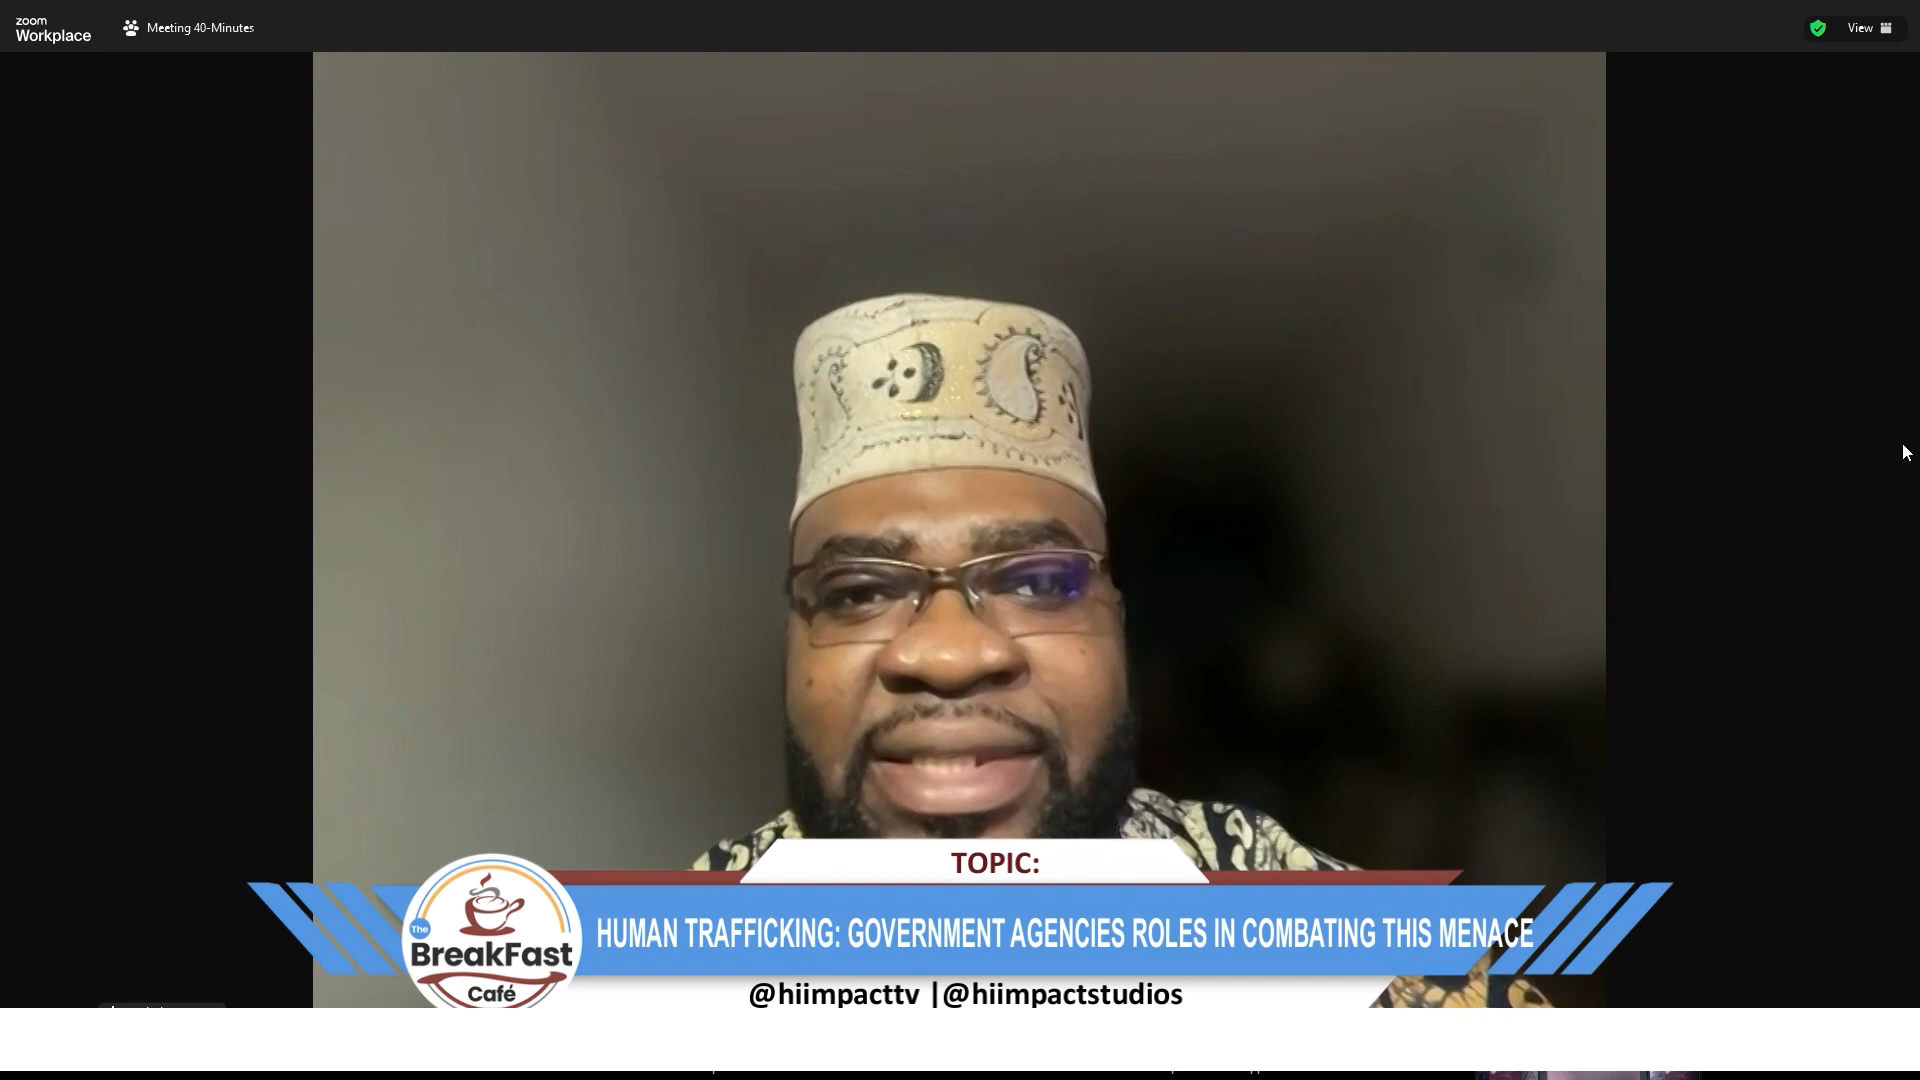 zoom
Workplace
Meeting 40-Minutes
View
TOPIC:
HUMAN TRAFFICKING: GOVERNMENT AGENCIES ROLES IN COMBATING THIS MENACE
The
BreakFast
Café
@hiimpacttv |@hiimpactstudios